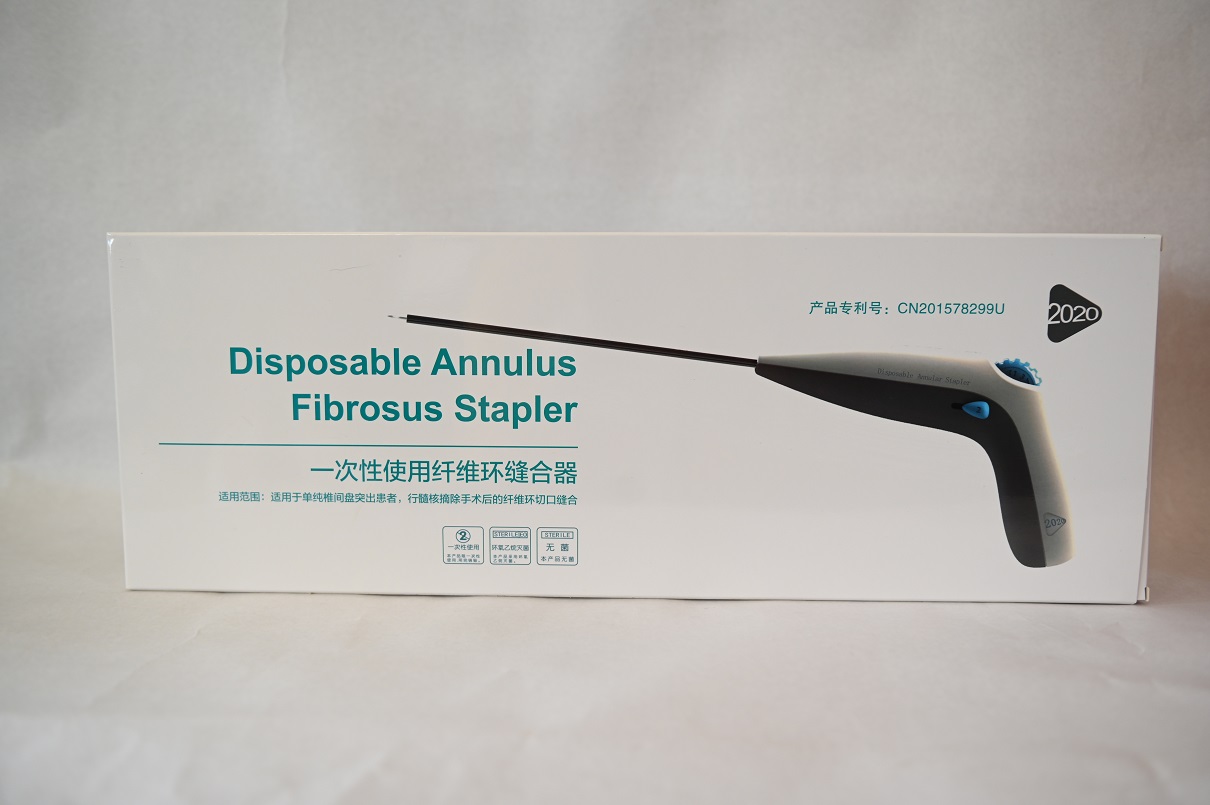 产品专利号：CN201578299U
2020
Disposable Annulus
Fibrosus Stapler
Disposable Annular Stapler
一次性使用纤维环缝合器
适用范围：适用于单纯椎间盘突出患者，行髓核摘除手术后的纤维环切口缝合
2020
2
一次性使用
STERILE EO
环氧乙烷灭菌
STERILE
无菌
本产品无菌